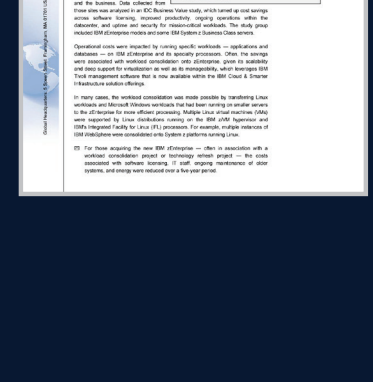 and the business. Data collected from
those sites was analyzed in an IDC Business Value study, which turned up cost savings
across software licensing, improved productivity, ongoing operations within the
datacenter, and uptime and security for mission-critical workloads. The study group
included IBM zEnterprise models and some IBM System z Business Class servers.
Operational costs were impacted by running specific workloads — applications and
databases — on IBM zEnterprise and its specialty processors. Often, the savings
were associated with workload consolidation onto zEnterprise, given its scalability
and deep support for virtualization as well as its manageability, which leverages IBM
Tivoli management software that is now available within the IBM Cloud & Smarter
Infrastructure solution offerings.
In many cases, the workload consolidation was made possible by transferring Linux
workloads and Microsoft Windows workloads that had been running on smaller servers
to the zEnterprise for more efficient processing. Multiple Linux virtual machines (VMs)
were supported by Linux distributions running on the IBM z/VM hypervisor and
IBM's Integrated Facility for Linux (IFL) processors. For example, multiple instances of
IBM WebSphere were consolidated onto System z platforms running Linux.
For those acquiring the new IBM zEnterprise — often in association with a
workload consolidation project or technology refresh project — the costs
associated with software licensing, IT staff, ongoing maintenance of older
systems, and energy were reduced over a five-year period.
Global Headquarters: 5 Speen Street Framingham, MA 01701 US